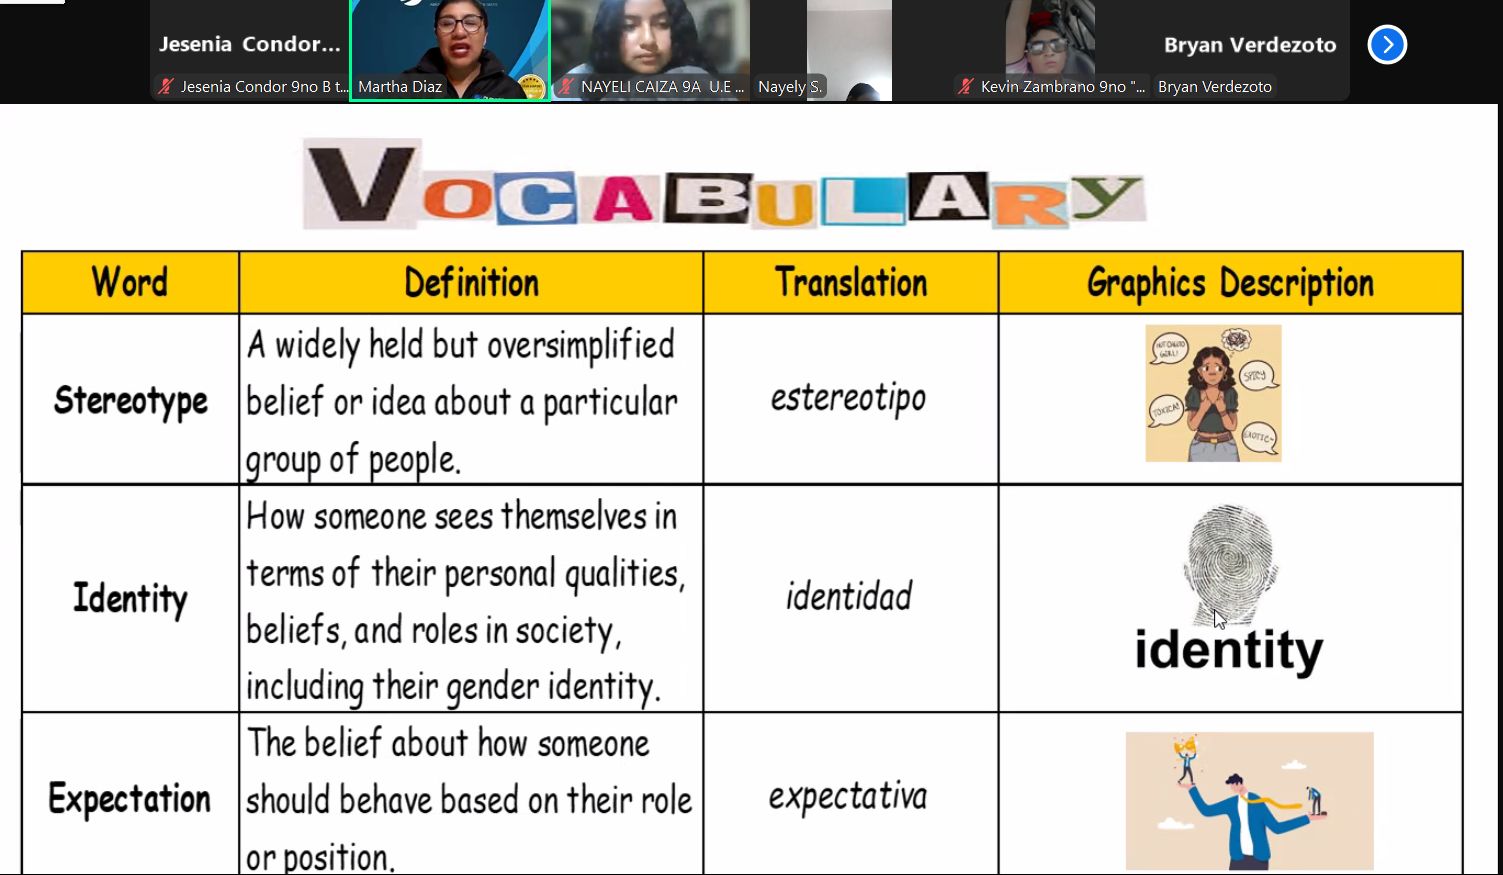 Jesenia Condor...
Bryan Verdezoto
Jesenia Condor 9no B t...
Martha Diaz
NAYELI CAIZA 9A U.E ...
Nayely S.
Kevin Zambrano 9no "...
Bryan Verdezoto
VOCABULARY
Word
Definition
Translation
Graphics Description
Stereotype
A widely held but oversimplified
belief or idea about a particular
group of people.
estereotipo
HOT CHEETO
GIRL!
SPICY
TOXICA!
EXOTIC~
Identity
How someone sees themselves in
terms of their personal qualities,
beliefs, and roles in society,
including their gender identity.
identidad
identity
Expectation
The belief about how someone
should behave based on their role
or position.
expectativa